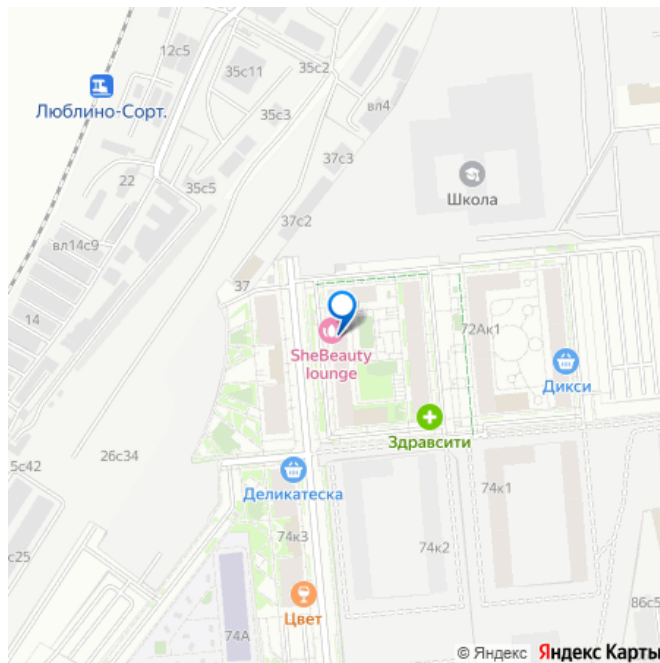 12с5
35с2
35с11
Люблино-Сорт.
35с3
вл4
37с3
22
35с5
Школа
37с2
вл14с9
37
14
72Ак1
SheBeauty
lounge
Дикси
Здравсити
26с34
5с42
Деликатеска
74к1
74к3
74к2
с25
Цвет
86с5
74А
© Яндекс Яндекс Карты